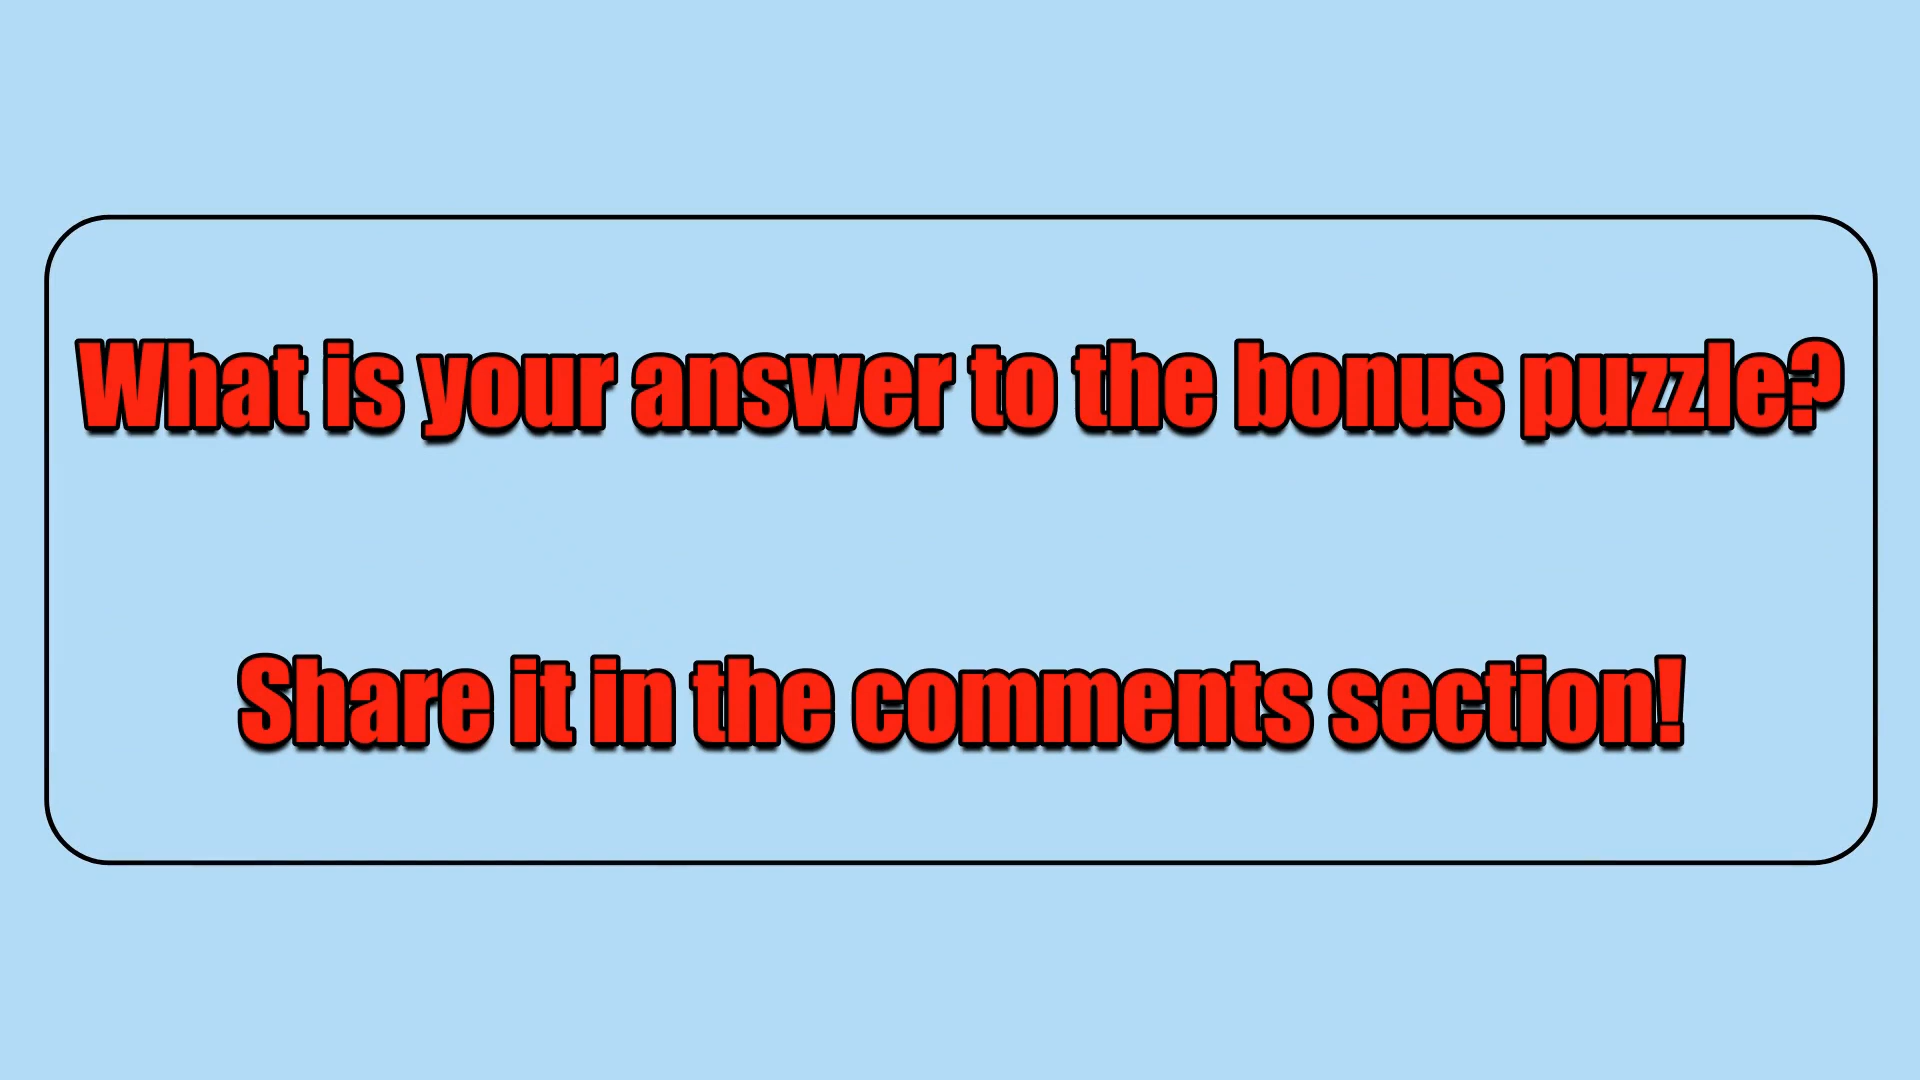 What is your answer to the bonus puzzle?
Share it in the comments section!